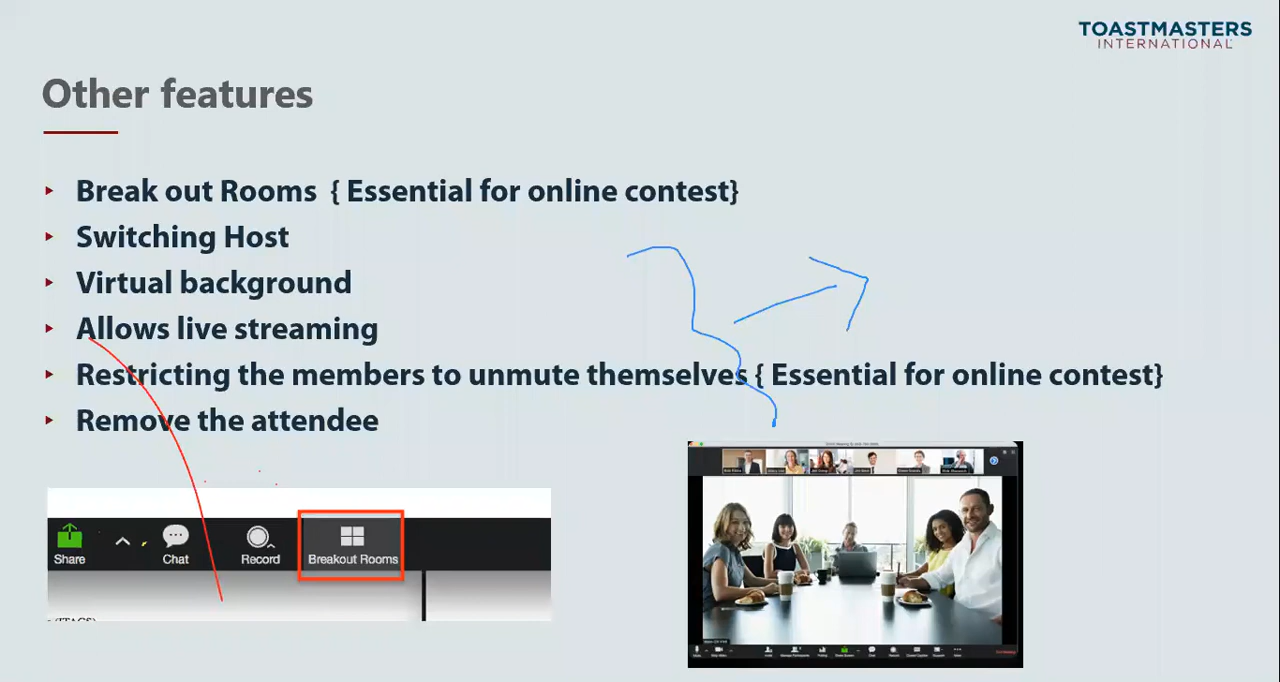 TOASTMASTERS
INTERNATIONAL
Other features
Break out Rooms { Essential for online contest}
Switching Host
Virtual background
Allows live streaming
Restricting the members to unmute themselves { Essential for online contest}
Remove the attendee
Share
Chat
Record
Breakout Rooms